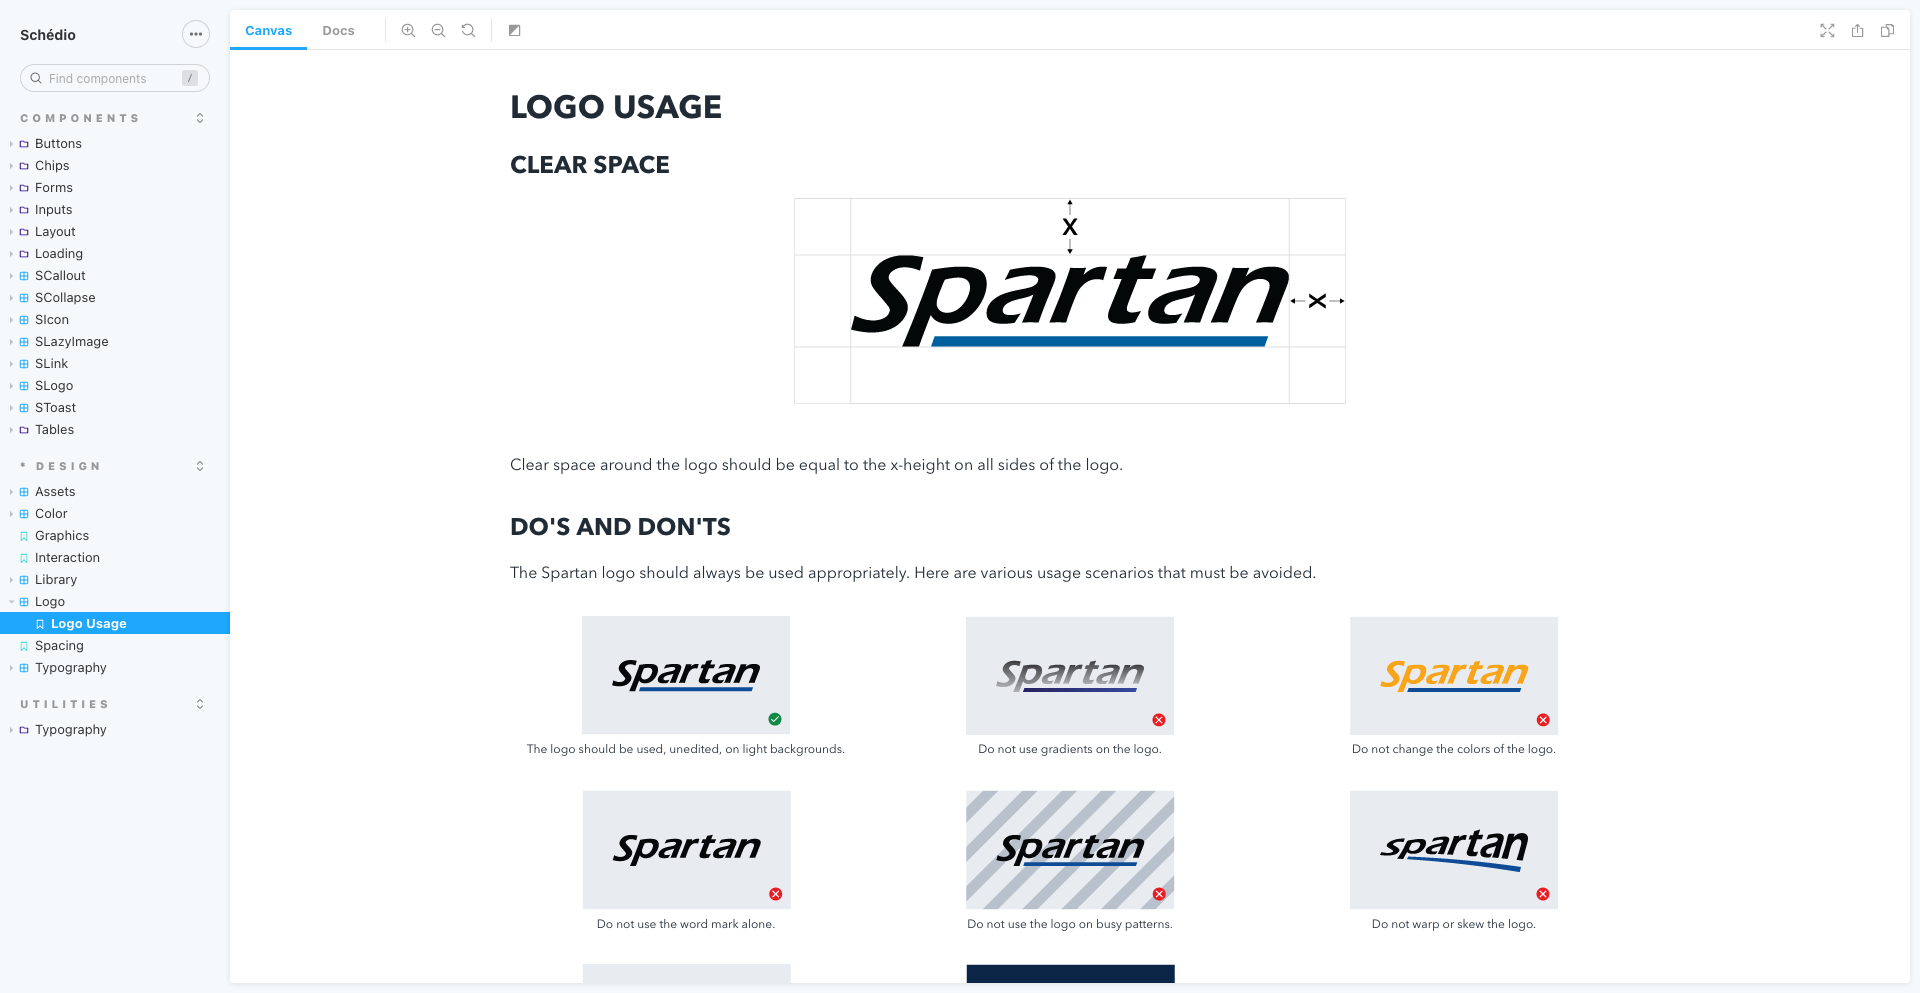 Schédio
Find components
/
COMPONENTS
Buttons
Chips
Forms
Inputs
Layout
Loading
SCallout
SCollapse
SIcon
SLazyImage
SLink
SLogo
SToast
Tables
* DESIGN
Assets
Color
Graphics
Interaction
Library
Logo
Logo Usage
Spacing
Typography
UTILITIES
Typography
Canvas
Docs
LOGO USAGE
CLEAR SPACE
X
Spartan
X
Clear space around the logo should be equal to the x-height on all sides of the logo.
DO'S AND DON'TS
The Spartan logo should always be used appropriately. Here are various usage scenarios that must be avoided.
Spartan
Spartan
Spartan
The logo should be used, unedited, on light backgrounds.
Do not use gradients on the logo.
Do not change the colors of the logo.
Spartan
Spartan
Spartan
Do not use the word mark alone.
Do not use the logo on busy patterns.
Do not warp or skew the logo.